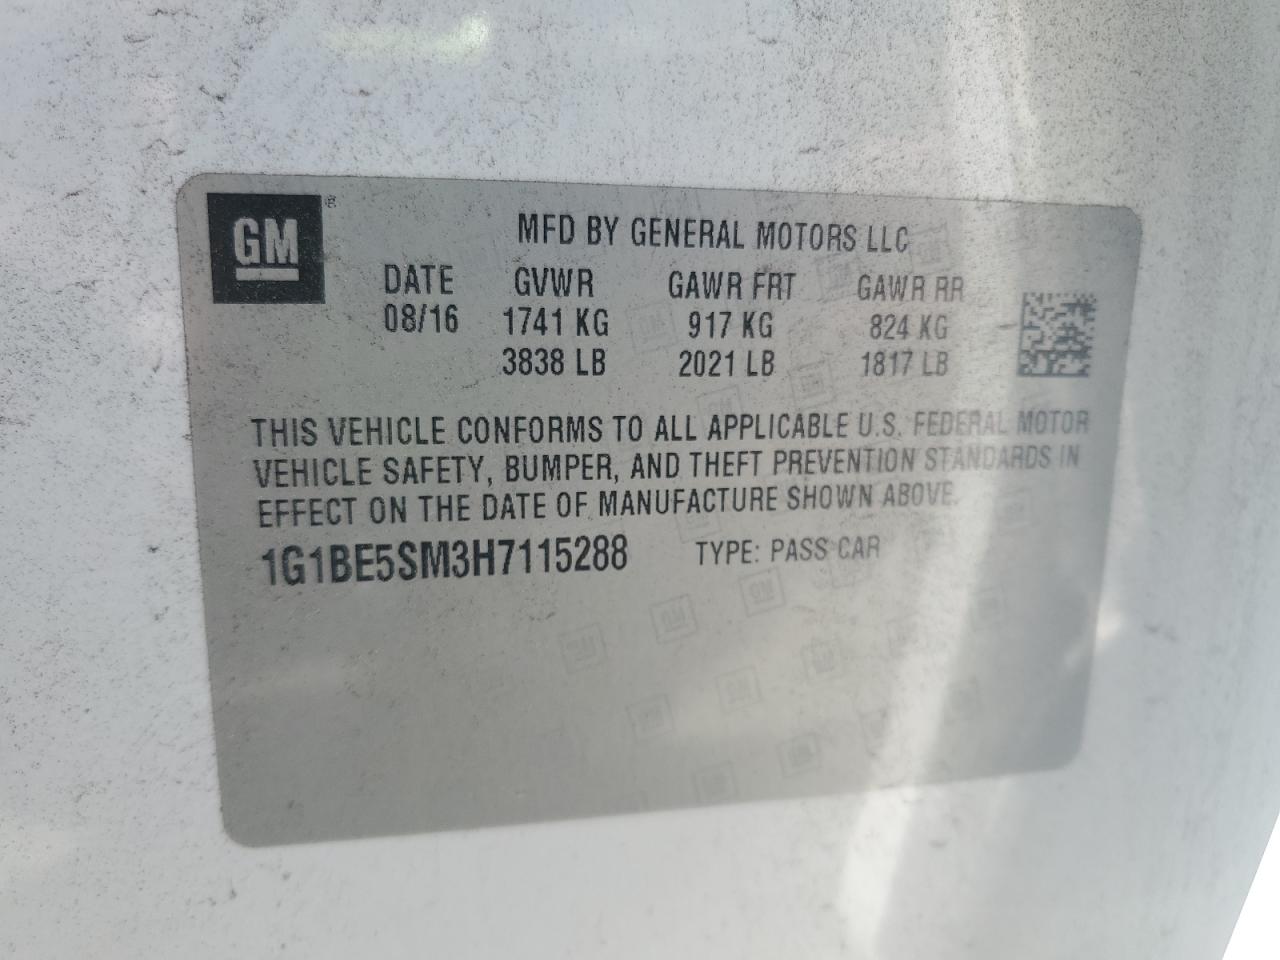 GM®
MFD BY GENERAL MOTORS LLC
DATE GVWR GAWR FRT GAWR RR
08/16 1741 KG 917 KG 824 KG
3838 LB 2021 LB 1817 LB
THIS VEHICLE CONFORMS TO ALL APPLICABLE U.S. FEDERAL MOTOR
VEHICLE SAFETY, BUMPER, AND THEFT PREVENTION STANDARDS IN
EFFECT ON THE DATE OF MANUFACTURE SHOWN ABOVE.
1G1BE5SM3H7115288 TYPE: PASS CAR